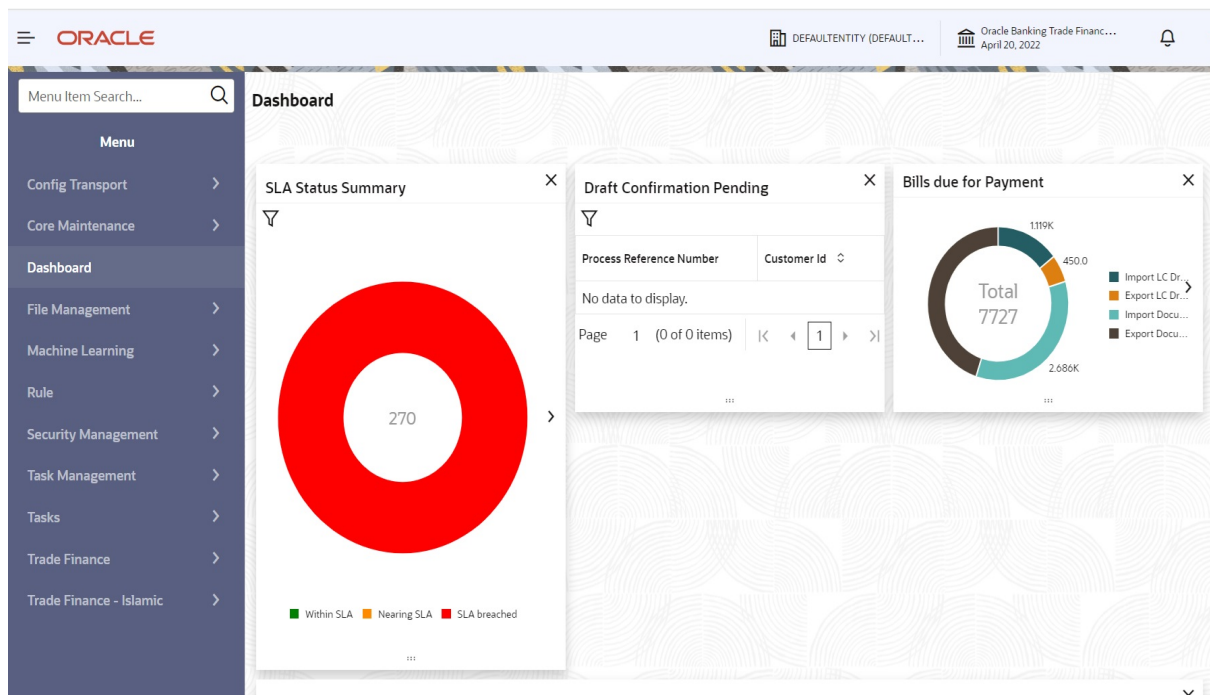 ORACLE
DEFAULTENTITY (DEFAULT...
Oracle Banking Trade Financ...
April 20, 2022
Menu Item Search...
Menu
Config Transport
Core Maintenance
Dashboard
File Management
Machine Learning
Rule
Security Management
Task Management
Tasks
Trade Finance
Trade Finance - Islamic
Dashboard
SLA Status Summary
270
Within SLA
Nearing SLA
SLA breached
Draft Confirmation Pending
Process Reference Number
Customer Id
No data to display.
Page 1 (0 of 0 items)
1
Bills due for Payment
1.119K
450.0
Total
7727
2.686K
Import LC Dr...
Export LC Dr...
Import Docu...
Export Docu...